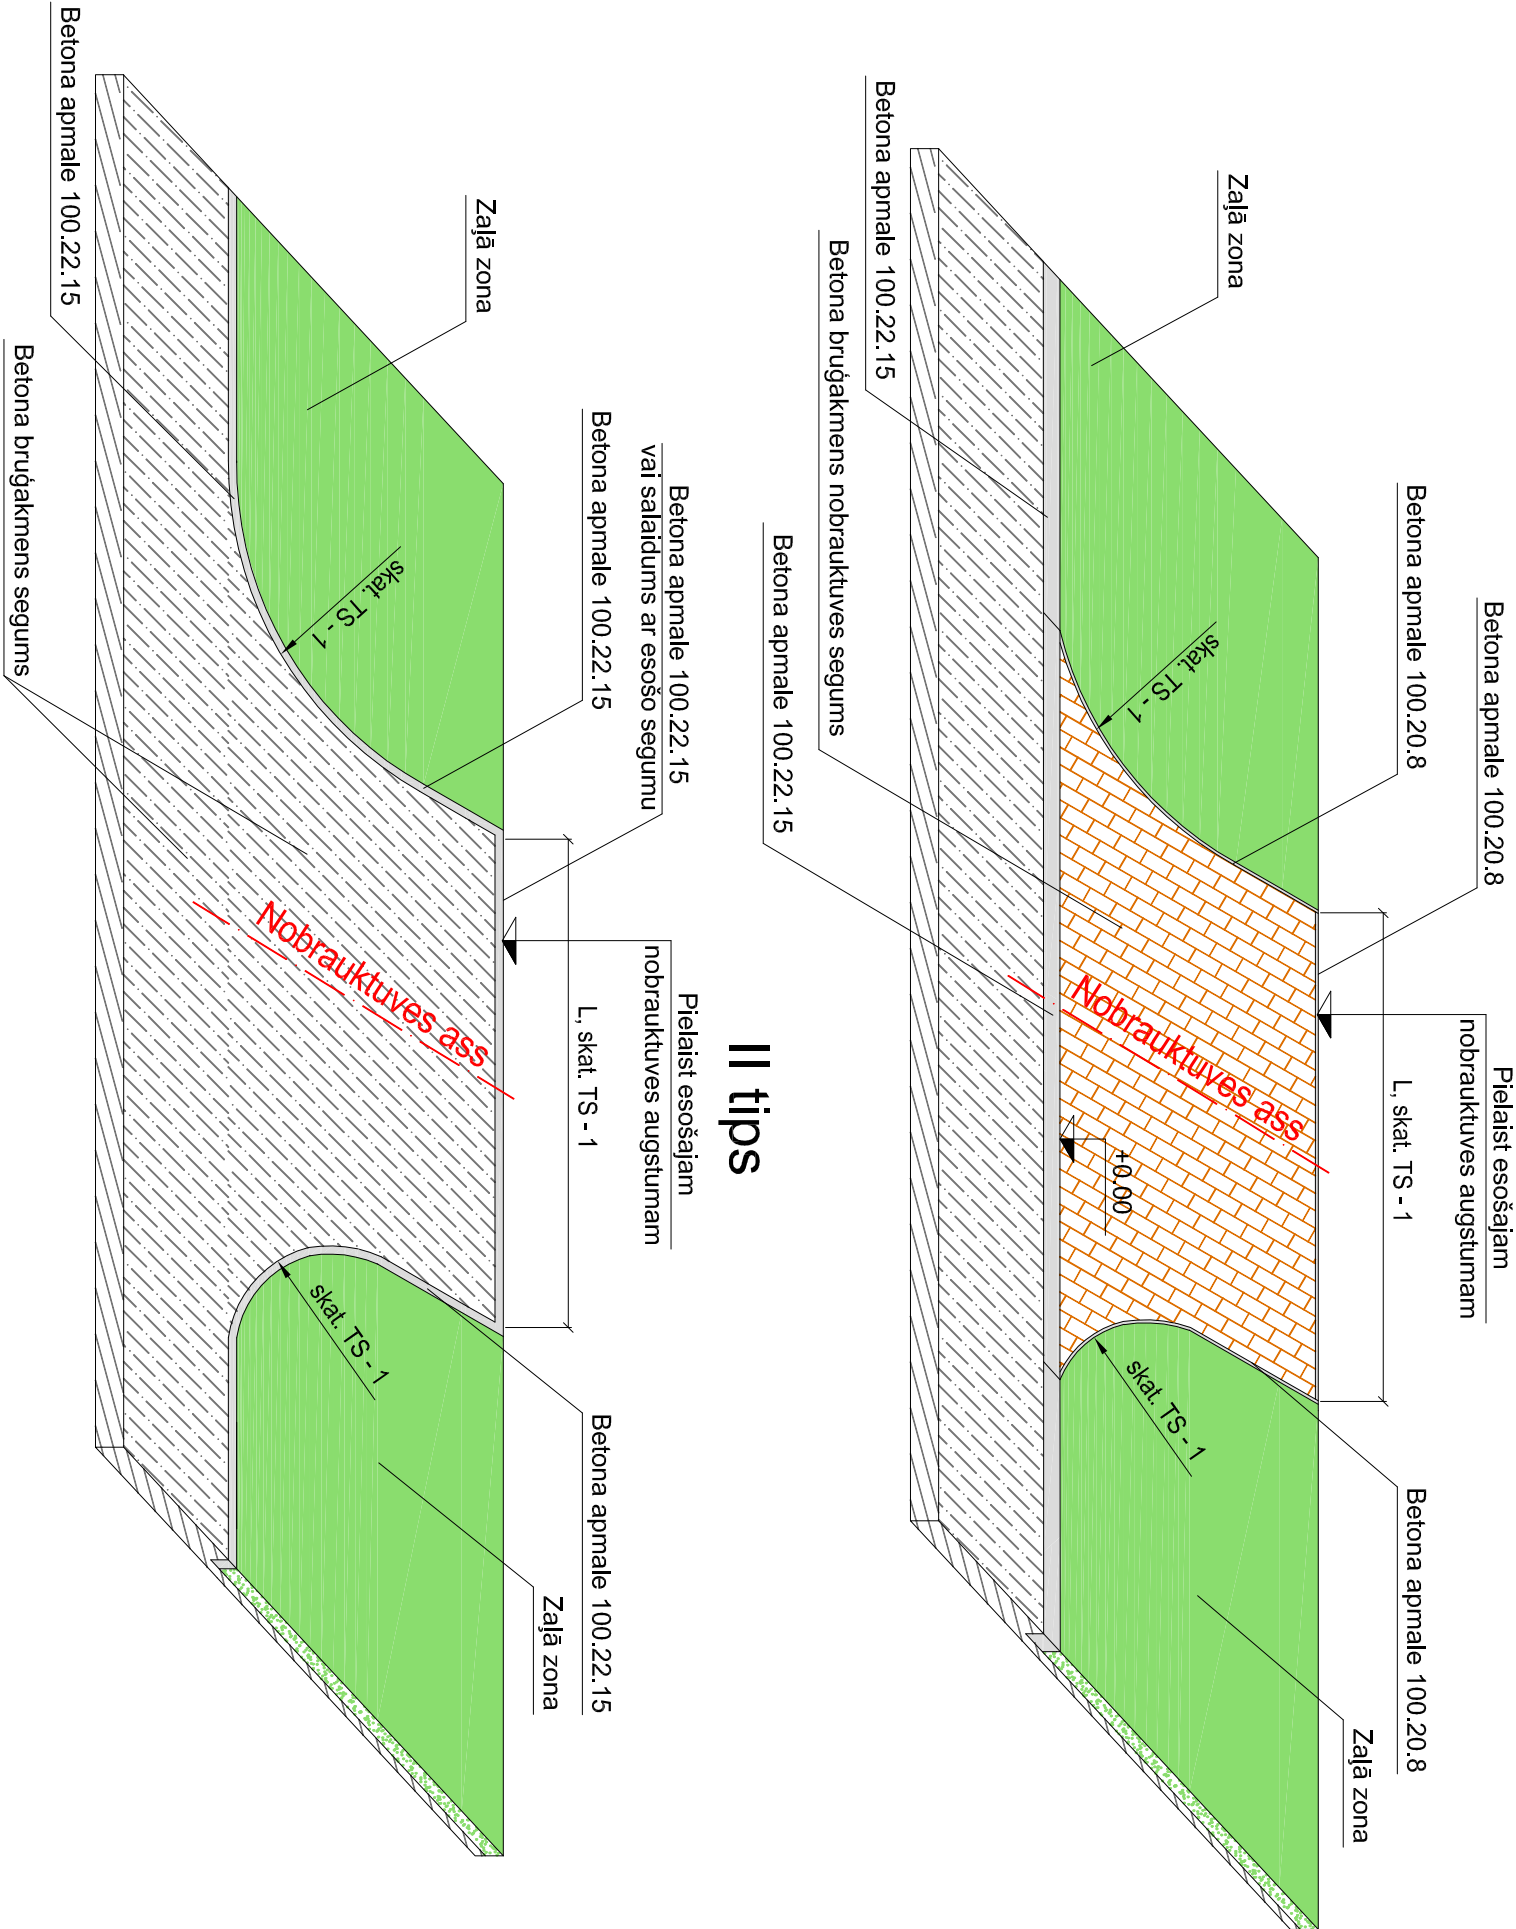 Pielaist esošajam
nobrauktuves augstumam
Betona apmale 100.20.8
L, skat. TS - 1
Betona apmale 100.20.8
Betona apmale 100.20.8
Zaļā zona
Zaļā zona
skat. TS - 1
skat. TS - 1
Nobrauktuves ass
+0.00
Betona apmale 100.22.15
Betona bruģakmens nobrauktuves segums
Betona apmale 100.22.15
II tips
Pielaist esošajam
nobrauktuves augstumam
Betona apmale 100.22.15
vai salaidums ar esošo segumu
L, skat. TS - 1
Betona apmale 100.22.15
Betona apmale 100.22.15
Zaļā zona
Zaļā zona
skat. TS - 1
skat. TS - 1
Nobrauktuves ass
Betona apmale 100.22.15
Betona bruģakmens segums